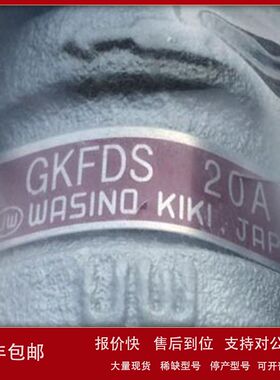 GKFDS 20A
WASINO KIKI. JAP
年包邮
报价快 售后到位 支持对公
大量现货 稀缺型号 停产型号 可开